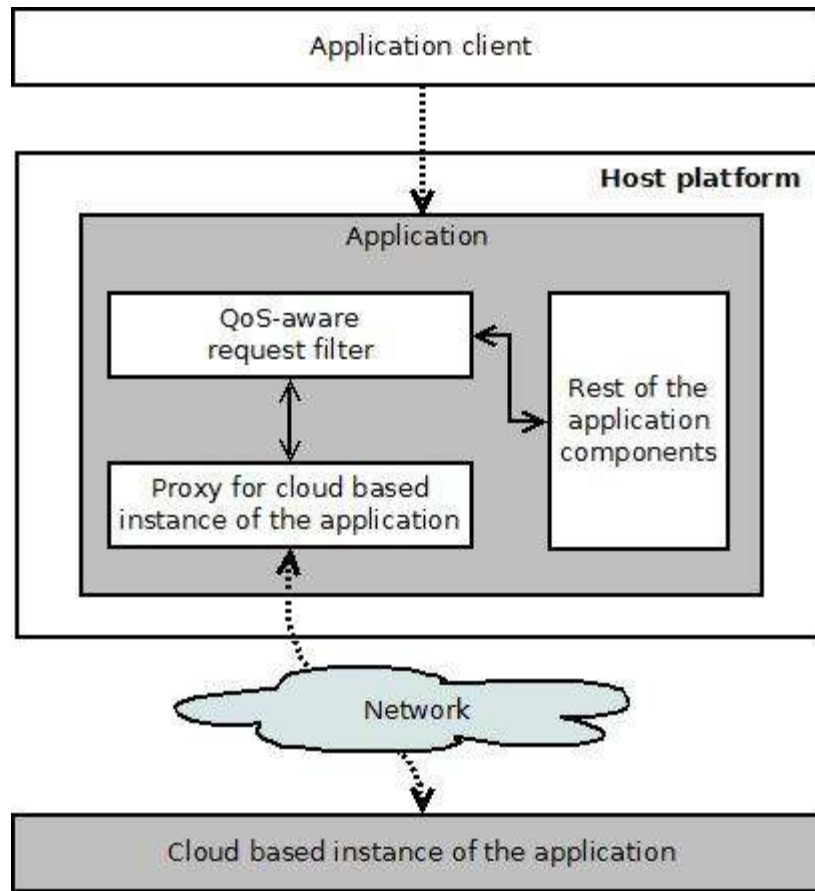 Application client
Host platform
Application
QoS-aware
request filter
Rest of the
application
components
Proxy for cloud based
instance of the application
Network
Cloud based instance of the application